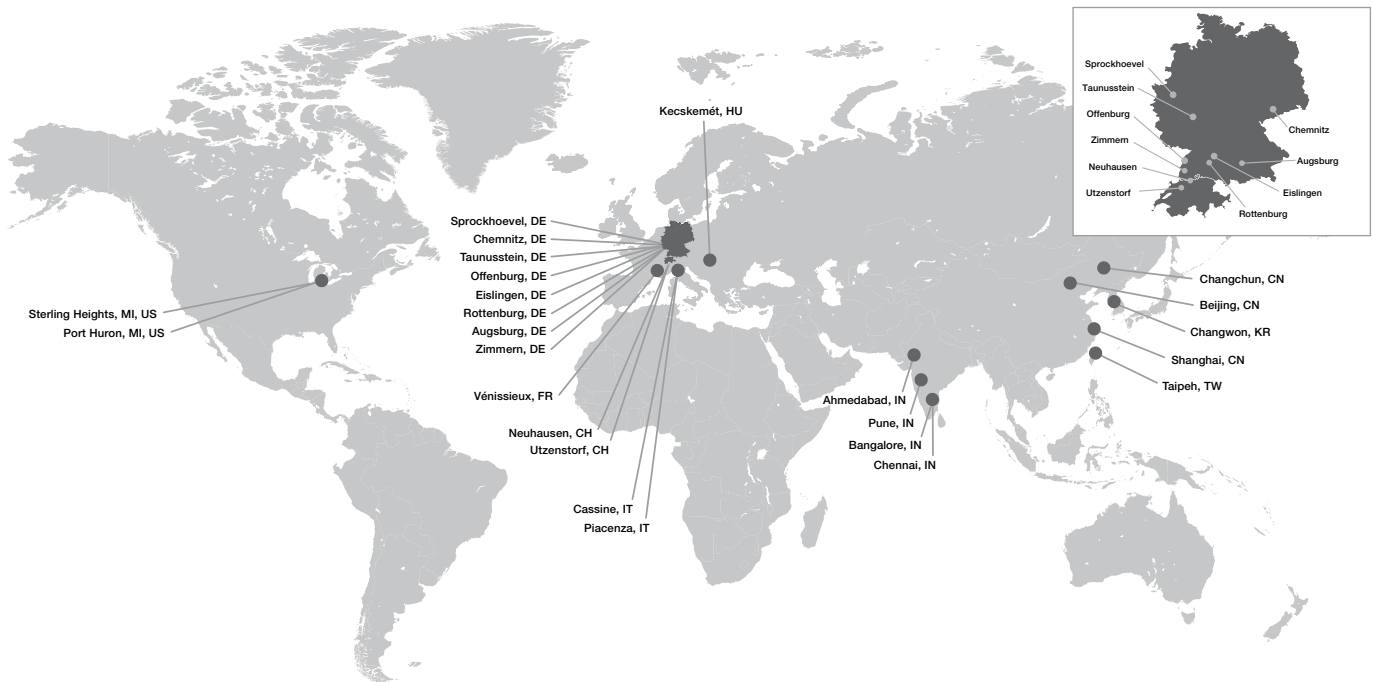 Kecskemét, HU
Sprockhoevel, DE
Chemnitz, DE
Taunusstein, DE
Offenburg, DE
Eislingen, DE
Rottenburg, DE
Augsburg, DE
Zimmern, DE
Vénissieux, FR
Neuhausen, CH
Utzenstorf, CH
Cassine, IT
Piacenza, IT
Sterling Heights, MI, US
Port Huron, MI, US
Ahmedabad, IN
Pune, IN
Bangalore, IN
Chennai, IN
Changchun, CN
Beijing, CN
Changwon, KR
Shanghai, CN
Taipeh, TW
Sprockhoevel
Taunusstein
Offenburg
Zimmern
Neuhausen
Utzenstorf
Chemnitz
Augsburg
Eislingen
Rottenburg